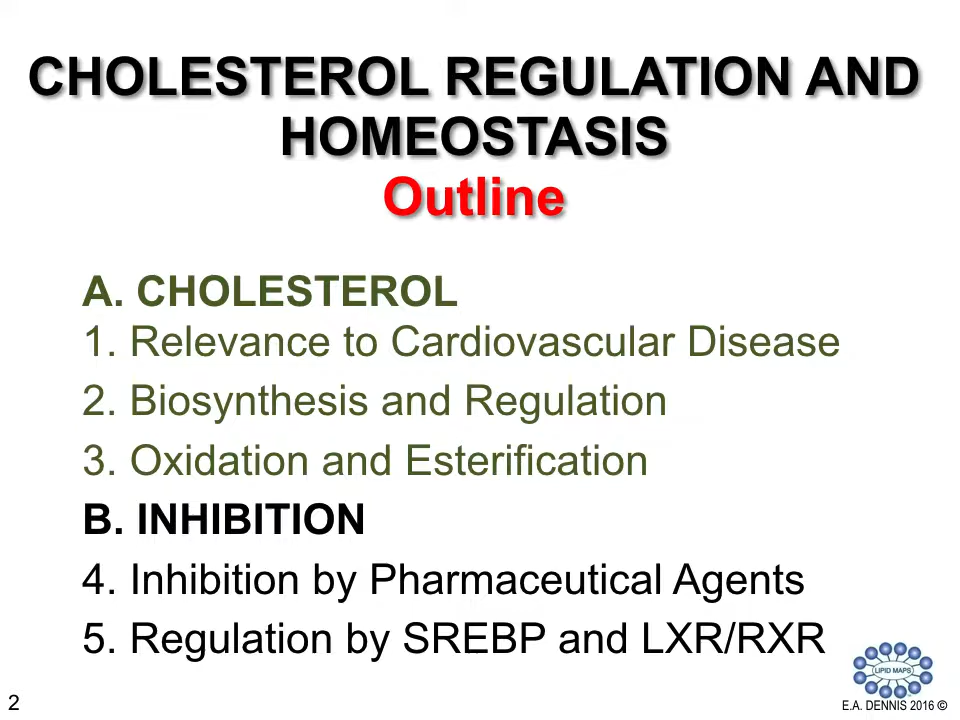 CHOLESTEROL REGULATION AND
HOMEOSTASIS
Outline
A. CHOLESTEROL
1. Relevance to Cardiovascular Disease
2. Biosynthesis and Regulation
3. Oxidation and Esterification
B. INHIBITION
4. Inhibition by Pharmaceutical Agents
5. Regulation by SREBP and LXR/RXR
LIPID MAPS
2
E.A. DENNIS 2016 ©